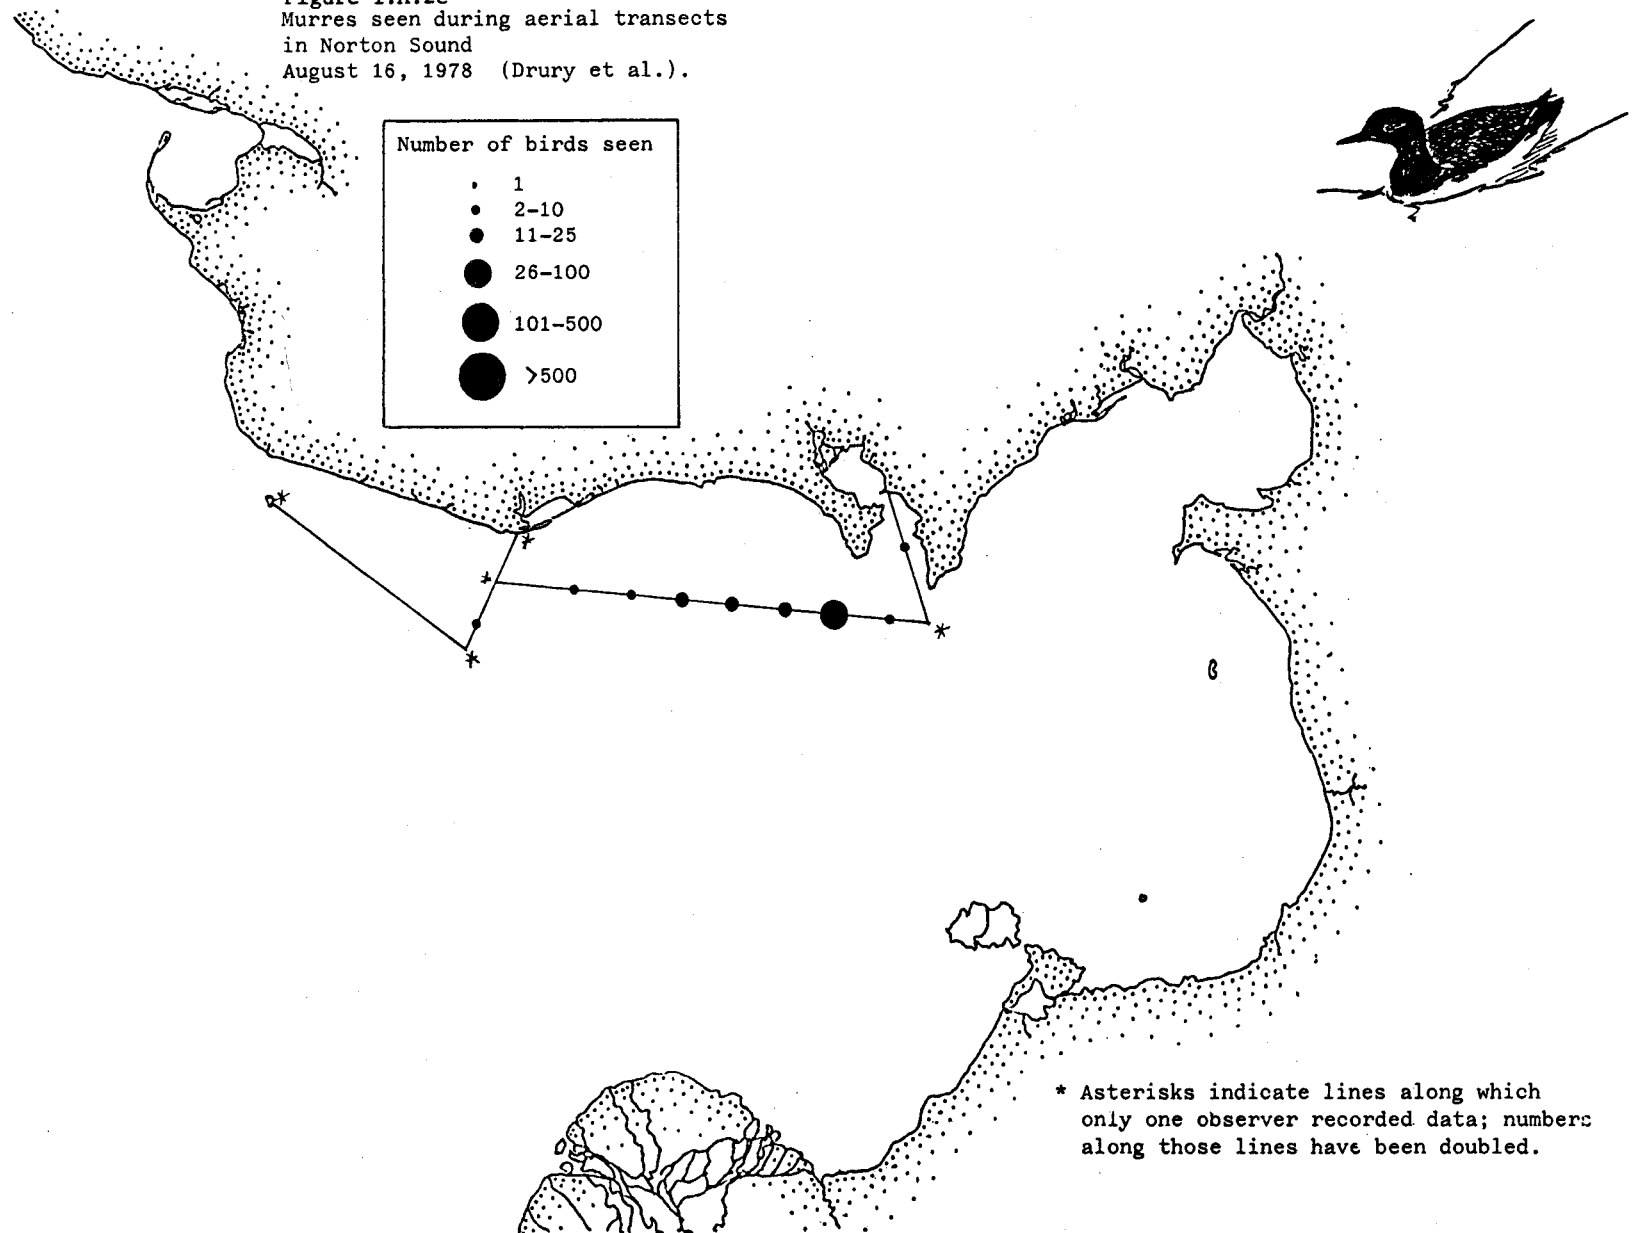 Murres seen during aerial transects
in Norton Sound
August 16, 1978 (Drury et al.).
Number of birds seen
1
2-10
11-25
26-100
101-500
>500
* Asterisks indicate lines along which
only one observer recorded data; numbers
along those lines have been doubled.